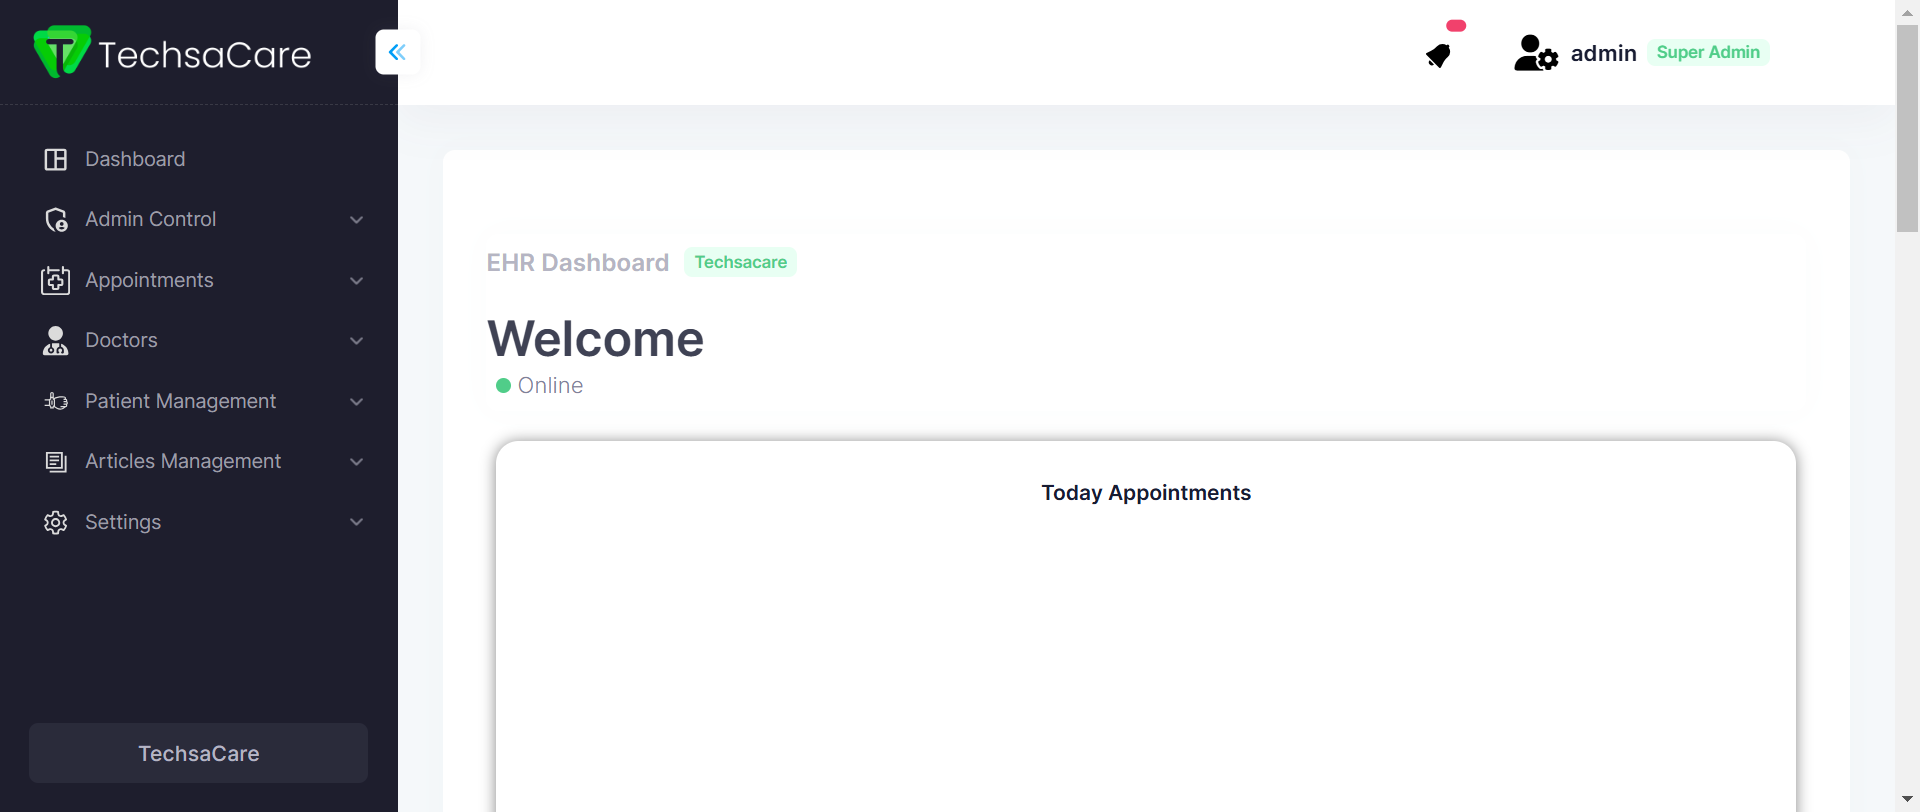 TechsaCare
admin Super Admin
Dashboard
Admin Control
Appointments
Doctors
Patient Management
Articles Management
Settings
TechsaCare
EHR Dashboard Techsacare
Welcome
Online
Today Appointments